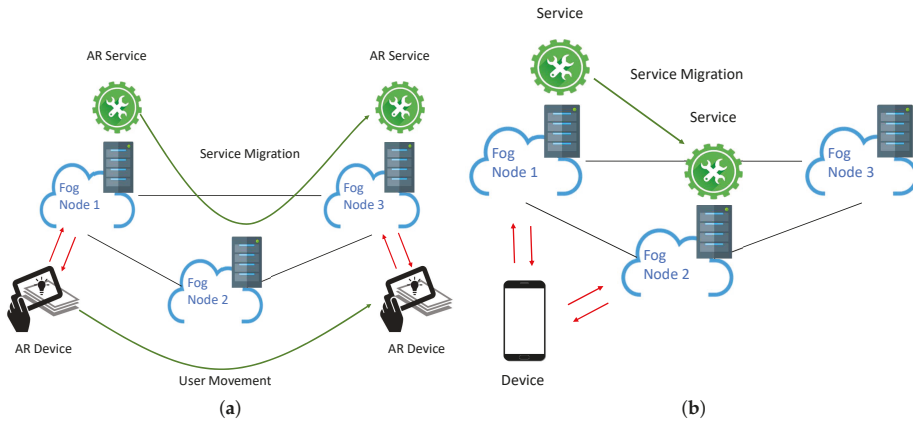 AR Service
AR Service
Service Migration
Fog
Node 1
Fog
Node 3
Fog
Node 2
AR Device
AR Device
User Movement
(a)
Service
Service Migration
Service
Fog
Node 1
Fog
Node 3
Fog
Node 2
Device
(b)